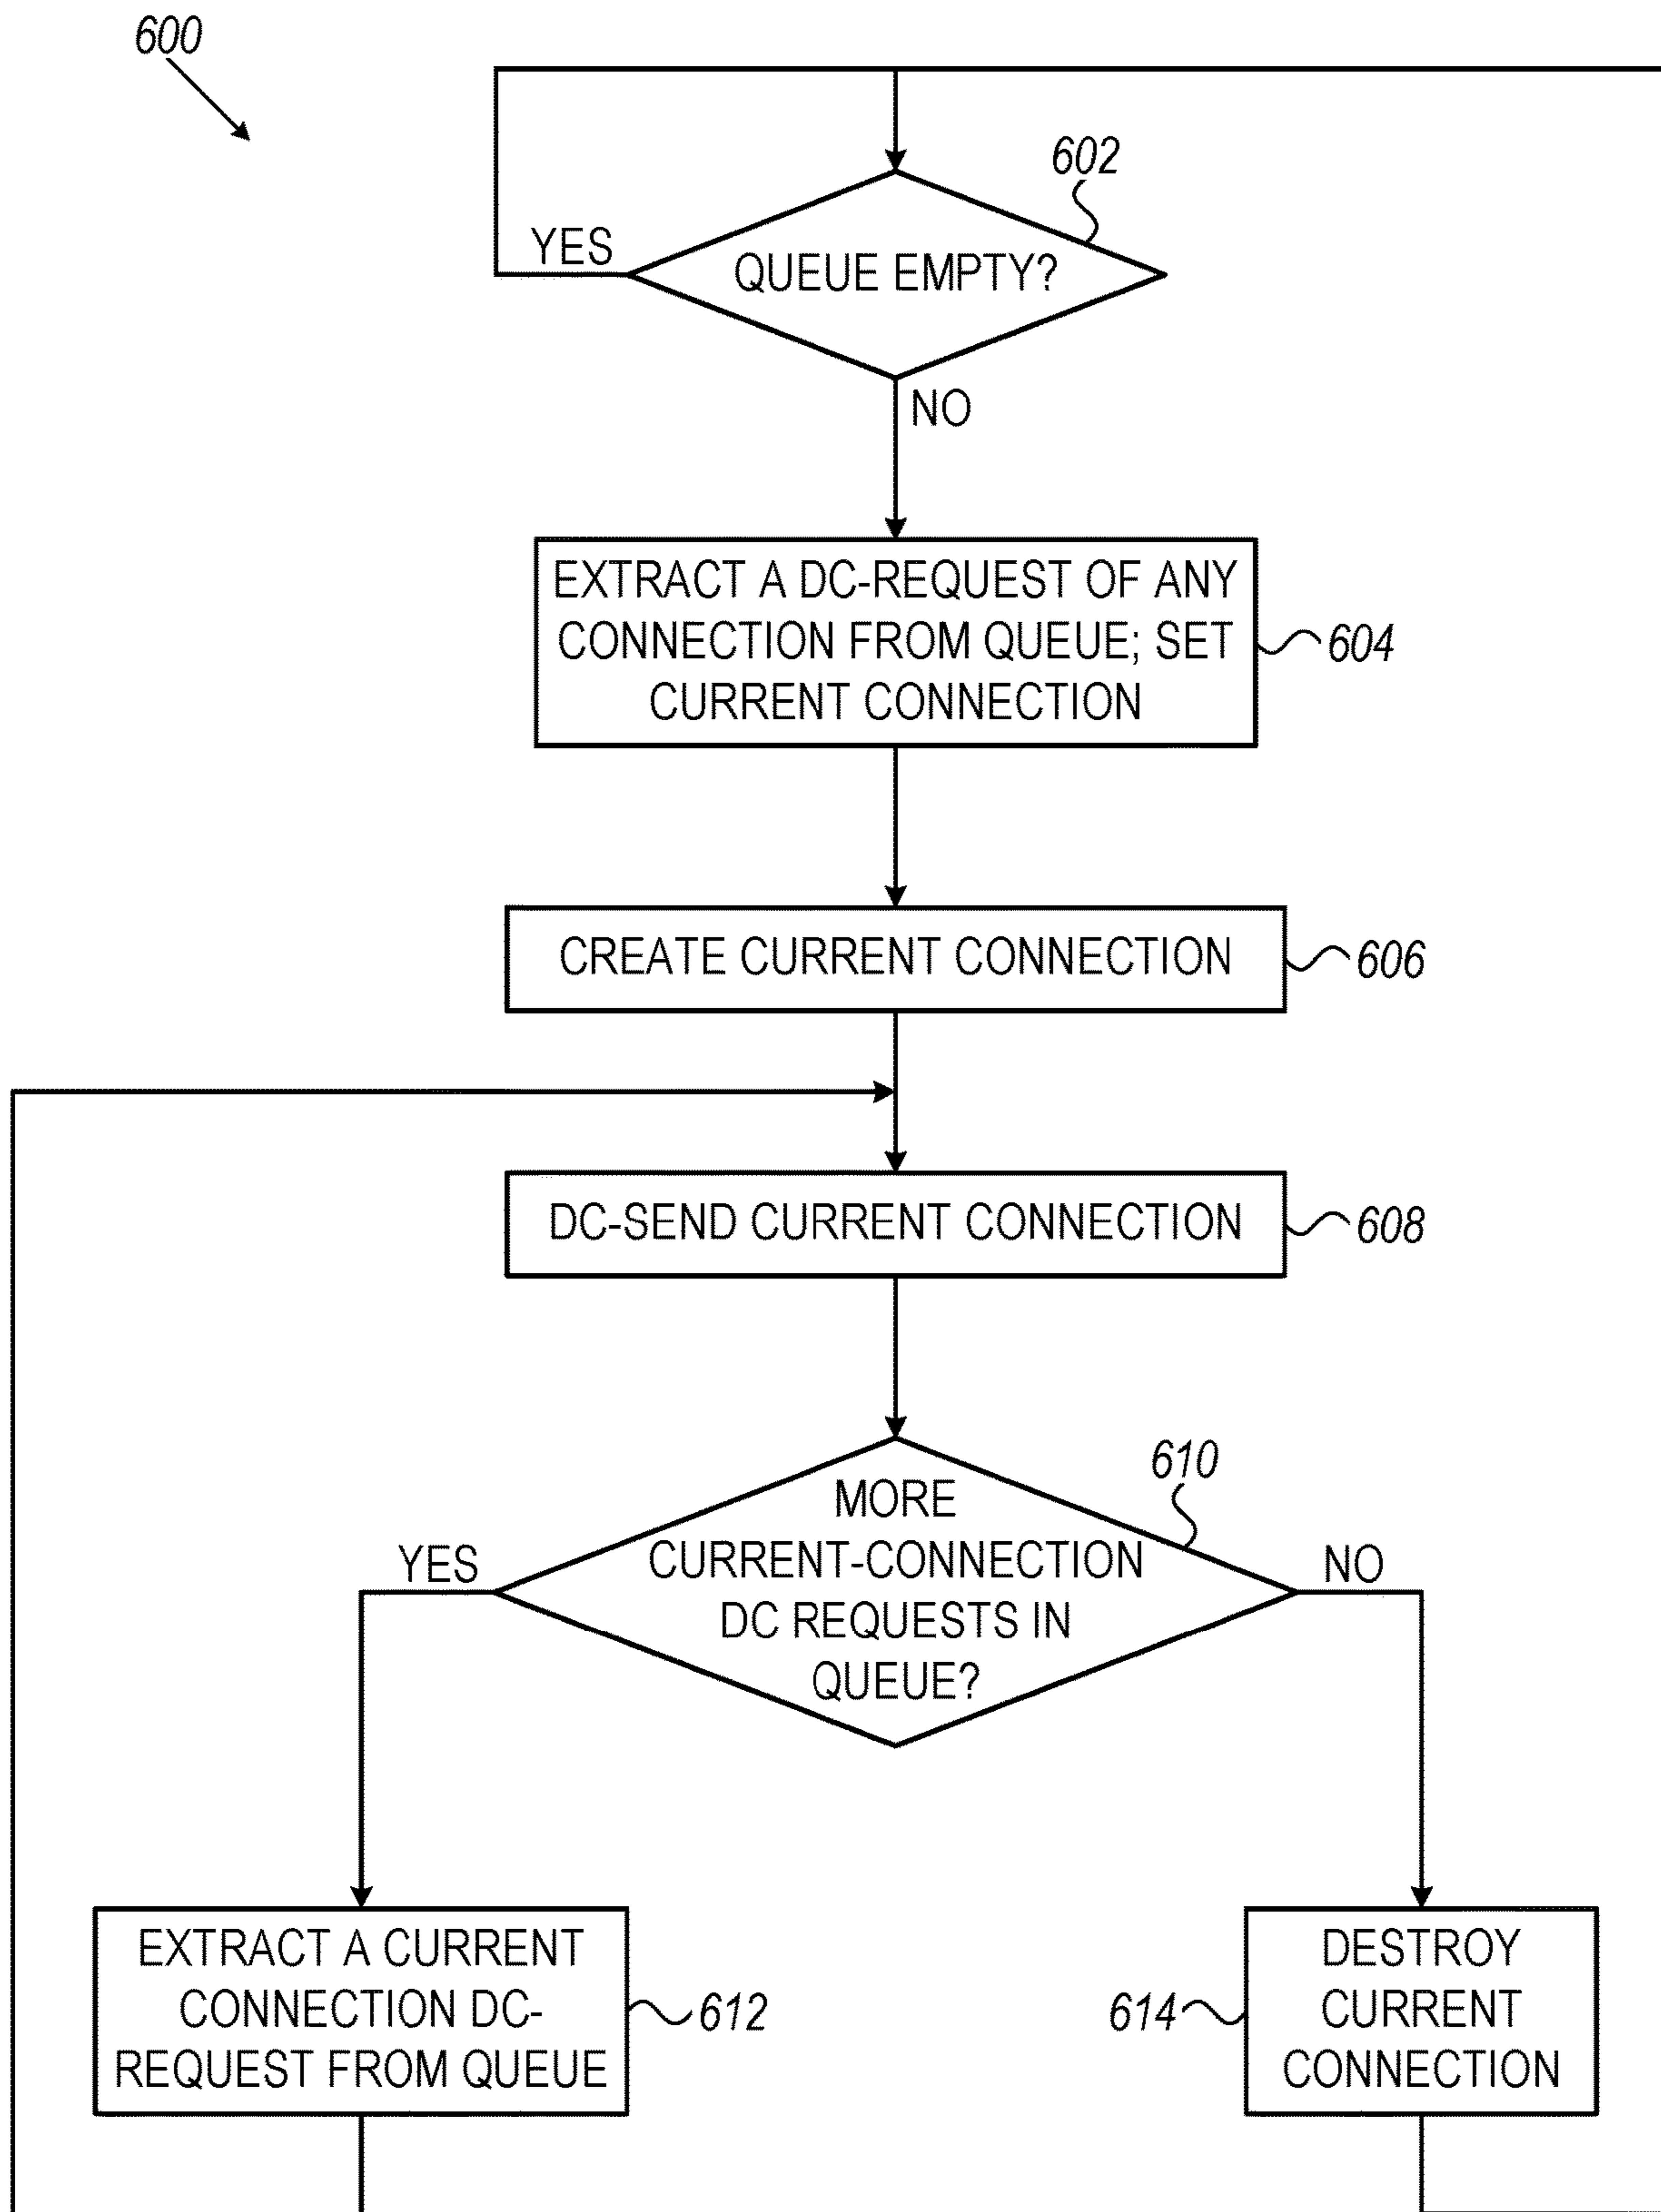 600
602
YES
QUEUE EMPTY?
NO
EXTRACT A DC-REQUEST OF ANY
CONNECTION FROM QUEUE; SET
CURRENT CONNECTION
604
CREATE CURRENT CONNECTION
606
DC-SEND CURRENT CONNECTION
608
610
MORE
CURRENT-CONNECTION
DC REQUESTS IN
QUEUE?
YES
NO
EXTRACT A CURRENT
CONNECTION DC-
REQUEST FROM QUEUE
612
614
DESTROY
CURRENT
CONNECTION